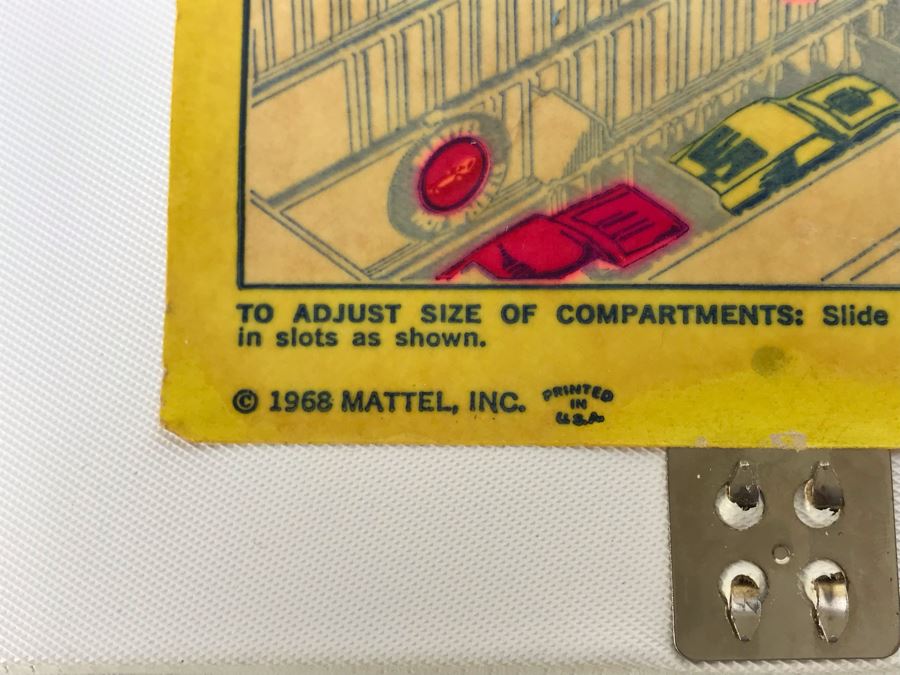 TO ADJUST SIZE OF COMPARTMENTS: Slide
in slots as shown.
© 1968 MATTEL, INC.
PRINTED
IN
U.S.A.